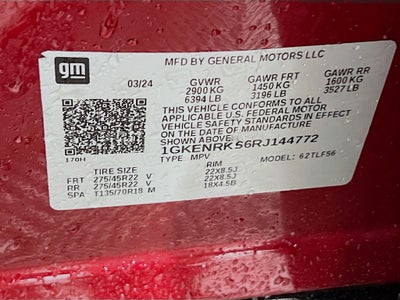 gm
MFD BY GENERAL MOTORS LLC
03/24 GVWR GAWR FRT GAWR RR
2900 KG 1450 KG 1600 KG
6394 LB 3196 LB 3527 LB
THIS VEHICLE CONFORMS TO ALL
APPLICABLE U.S. FEDERAL MOTOR
VEHICLE SAFETY STANDARDS IN EFFECT
ON THE DATE OF MANUFACTURE
SHOWN ABOVE.
170H 1GKENRKS6RJ144772
TYPE: MPV MODEL: 62TLF56
TIRE SIZE RIM
FRT 275/45R22 V 22X8.5J
RR 275/45R22 V 22X8.5J
SPA T135/70R18 M 18X4.5B